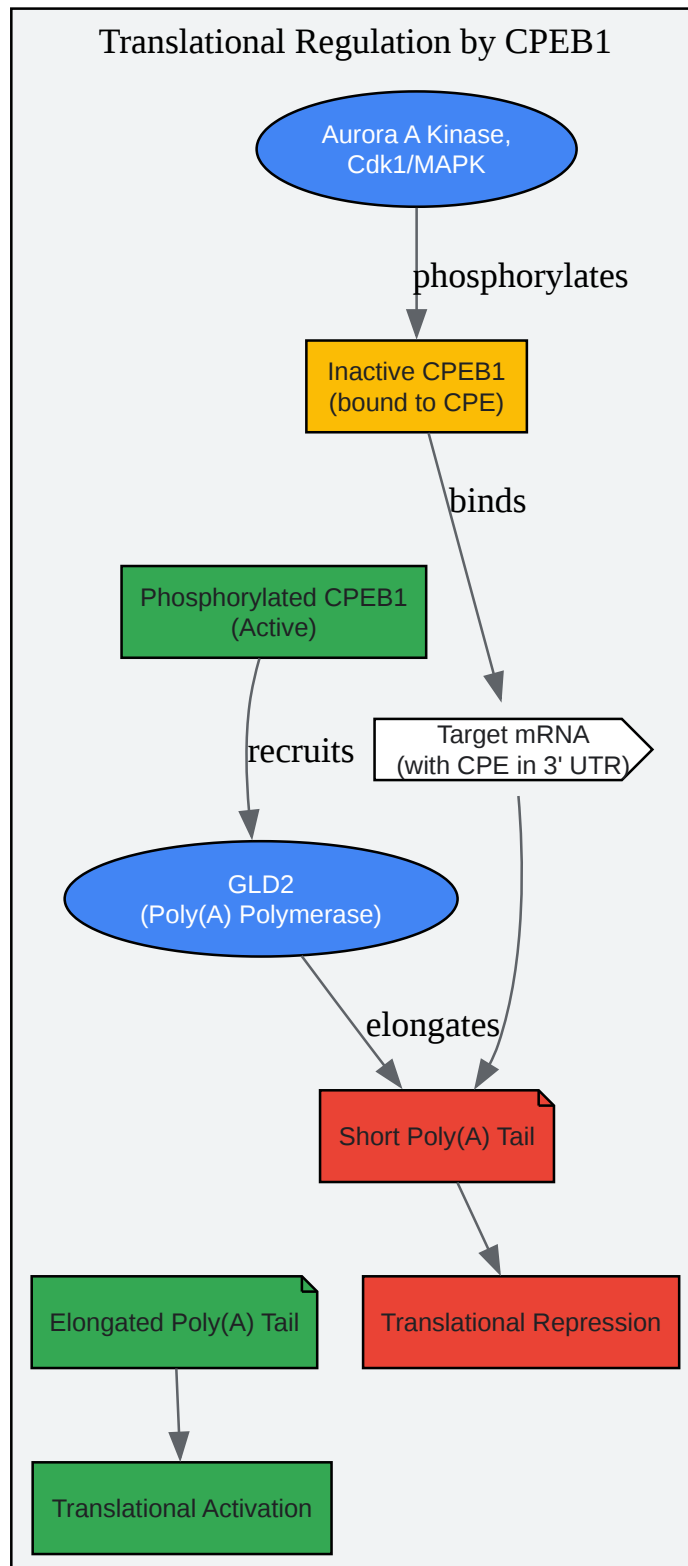 Translational Regulation by CPEB1
Aurora A Kinase,
Cdk1/MAPK
phosphorylates
Inactive CPEB1
(bound to CPE)
binds
Phosphorylated CPEB1
(Active)
Target mRNA
(with CPE in 3' UTR)
recruits
GLD2
(Poly(A) Polymerase)
elongates
Short Poly(A) Tail
Elongated Poly(A) Tail
Translational Repression
Translational Activation